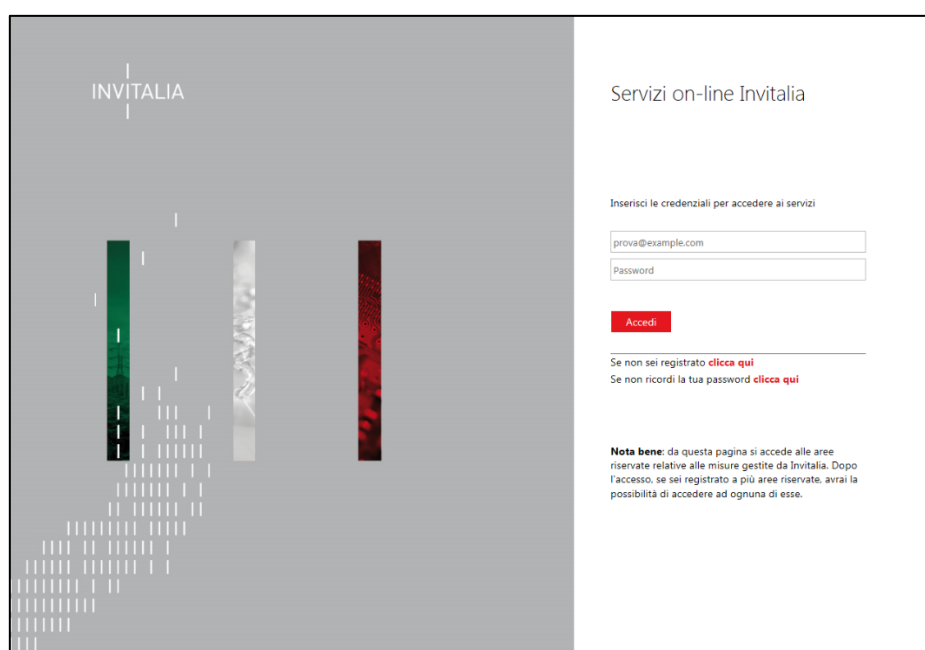 INVITALIA
Servizi on-line Invitalia
Inserisci le credenziali per accedere ai servizi
prova@example.com
Password
Accedi
Se non sei registrato clicca qui
Se non ricordi la tua password clicca qui
Nota bene: da questa pagina si accede alle aree
riservate relative alle misure gestite da Invitalia. Dopo
l'accesso, se sei registrato a più aree riservate, avrai la
possibilità di accedere ad ognuna di esse.